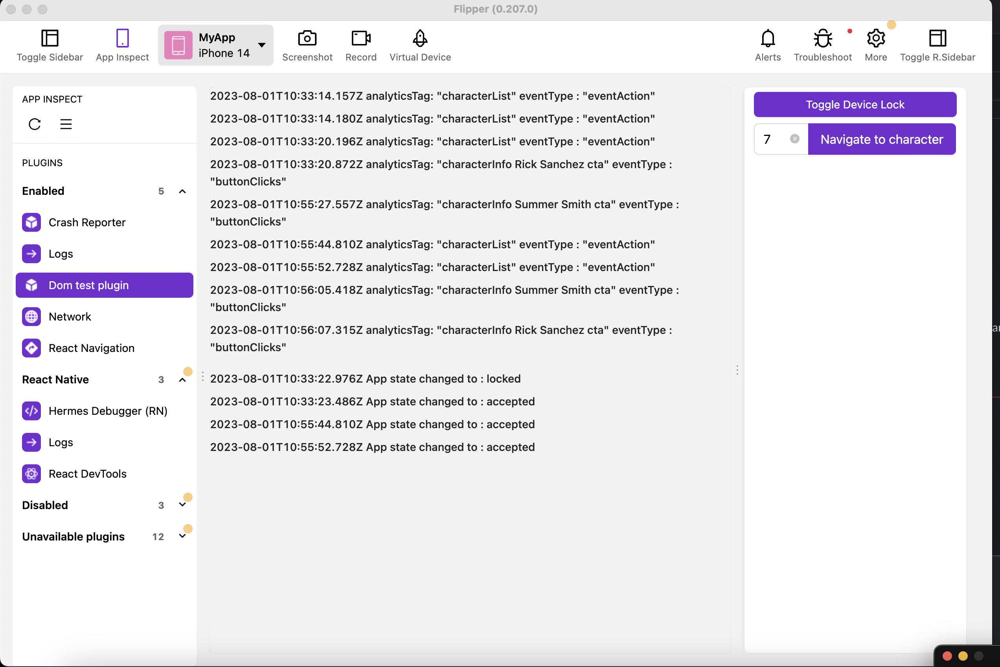 Flipper (0.207.0)
Toggle Sidebar
App Inspect
MyApp
iPhone 14
Screenshot
Record
Virtual Device
Alerts
Troubleshoot
More
Toggle R.Sidebar
APP INSPECT
PLUGINS
Enabled 5
Crash Reporter
Logs
Dom test plugin
Network
React Navigation
React Native 3
Hermes Debugger (RN)
Logs
React DevTools
Disabled 3
Unavailable plugins 12
2023-08-01T10:33:14.157Z analyticsTag: "characterList" eventType : "eventAction"
2023-08-01T10:33:14.180Z analyticsTag: "characterList" eventType : "eventAction"
2023-08-01T10:33:20.196Z analyticsTag: "characterList" eventType : "eventAction"
2023-08-01T10:33:20.872Z analyticsTag: "characterInfo Rick Sanchez cta" eventType :
"buttonClicks"
2023-08-01T10:55:27.557Z analyticsTag: "characterInfo Summer Smith cta" eventType :
"buttonClicks"
2023-08-01T10:55:44.810Z analyticsTag: "characterList" eventType : "eventAction"
2023-08-01T10:55:52.728Z analyticsTag: "characterList" eventType : "eventAction"
2023-08-01T10:56:05.418Z analyticsTag: "characterInfo Summer Smith cta" eventType :
"buttonClicks"
2023-08-01T10:56:07.315Z analyticsTag: "characterInfo Rick Sanchez cta" eventType :
"buttonClicks"
2023-08-01T10:33:22.976Z App state changed to : locked
2023-08-01T10:33:23.486Z App state changed to : accepted
2023-08-01T10:55:44.810Z App state changed to : accepted
2023-08-01T10:55:52.728Z App state changed to : accepted
Toggle Device Lock
7
Navigate to character